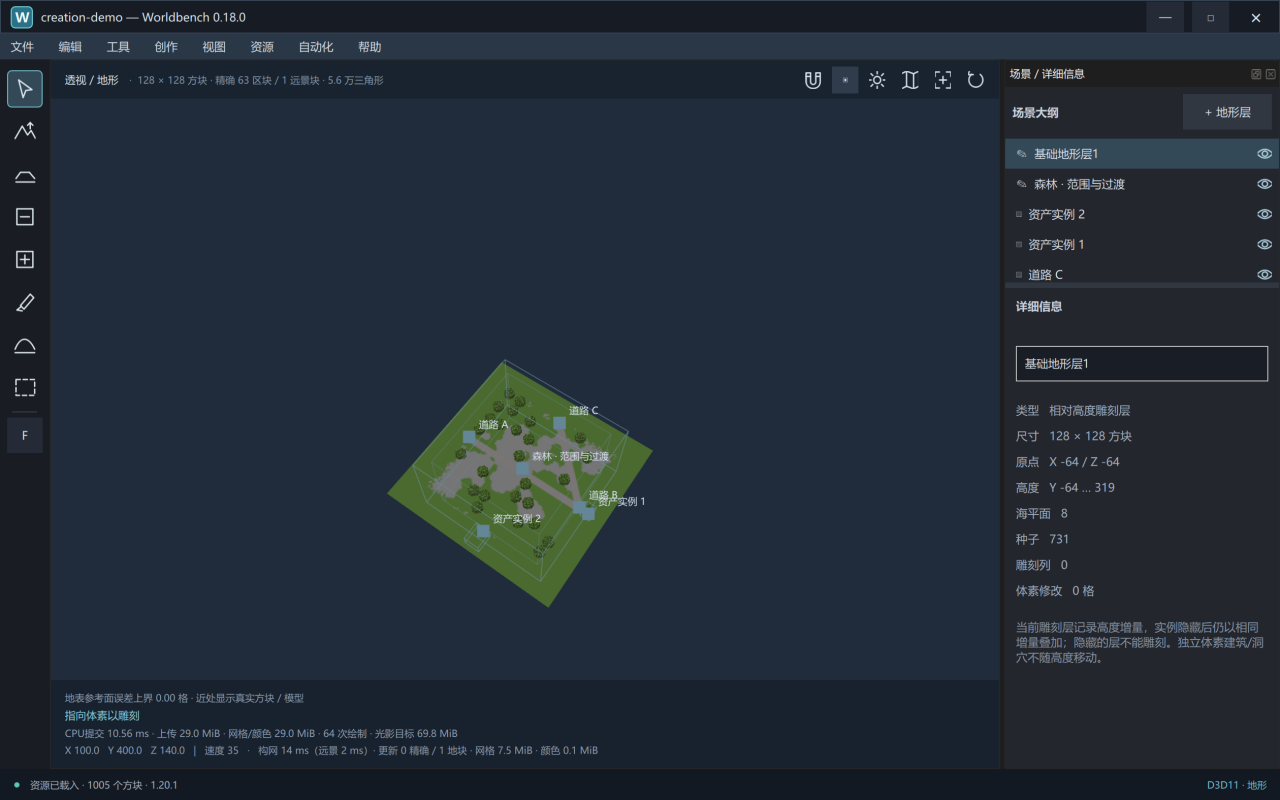 W creation-demo — Worldbench 0.18.0
文件 编辑 工具 创作 视图 资源 自动化 帮助
透视 / 地形 · 128 × 128 方块 · 精确 63 区块 / 1 远景块 · 5.6 万三角形
场景 / 详细信息
场景大纲 + 地形层
基础地形层1
森林 · 范围与过渡
资产实例 2
资产实例 1
道路 C
详细信息
基础地形层1
类型 相对高度雕刻层
尺寸 128 × 128 方块
原点 X -64 / Z -64
高度 Y -64 ... 319
海平面 8
种子 731
雕刻列 0
体素修改 0 格
当前雕刻层记录高度增量，实例隐藏后仍以相同
增量叠加；隐藏的层不能雕刻。独立体素建筑/洞
穴不随高度移动。
F
道路 C
道路 A
森林 · 范围与过渡
道路 B
资产实例 1
资产实例 2
地表参考面误差上界 0.00 格 · 近处显示真实方块 / 模型
指向体素以雕刻
CPU提交 10.56 ms · 上传 29.0 MiB · 网格/颜色 29.0 MiB · 64 次绘制 · 光影目标 69.8 MiB
X 100.0 Y 400.0 Z 140.0 | 速度 35 · 构网 14 ms（远景 2 ms）· 更新 0 精确 / 1 地块 · 网格 7.5 MiB · 颜色 0.1 MiB
资源已载入 · 1005 个方块 · 1.20.1
D3D11 · 地形